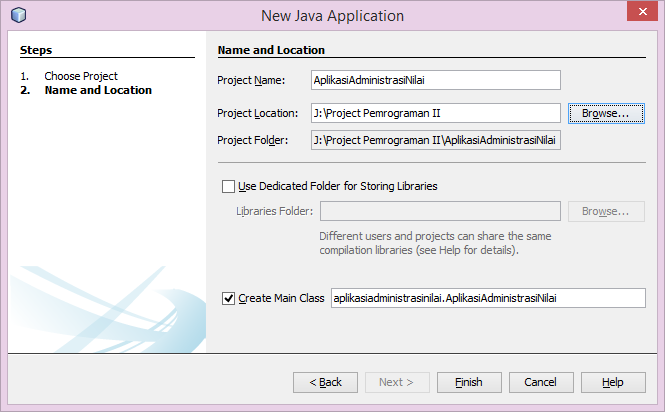 New Java Application
Steps
1. Choose Project
2. Name and Location
Name and Location
Project Name: AplikasiAdministrasiNilai
Project Location: J:\Project Pemrograman II Browse...
Project Folder: J:\Project Pemrograman II\AplikasiAdministrasiNilai
Use Dedicated Folder for Storing Libraries
Libraries Folder: Browse...
Different users and projects can share the same
compilation libraries (see Help for details).
Create Main Class aplikasiadministrasinilai.AplikasiAdministrasiNilai
< Back Next > Finish Cancel Help